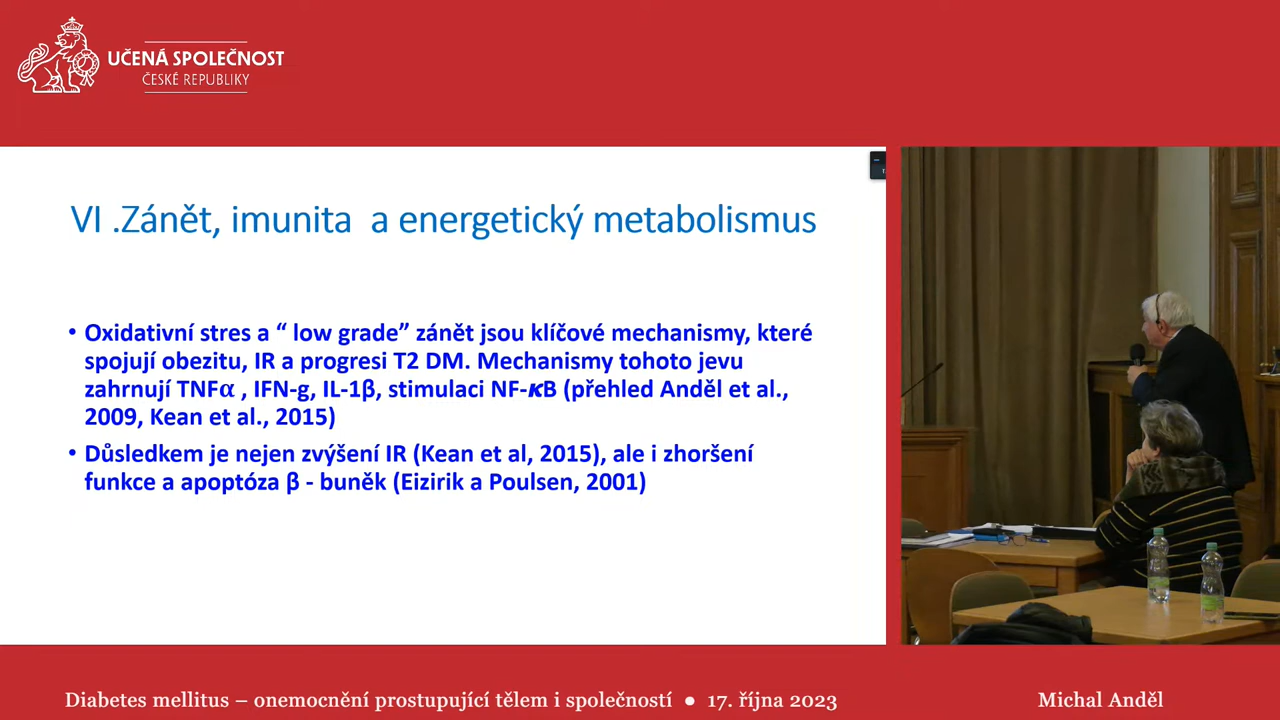 UČENÁ SPOLEČNOST
ČESKÉ REPUBLIKY
VI .Zánět, imunita a energetický metabolismus
• Oxidativní stres a “ low grade” zánět jsou klíčové mechanismy, které
spojují obezitu, IR a progresi T2 DM. Mechanismy tohoto jevu
zahrnují TNFα , IFN-g, IL-1β, stimulaci NF-κB (přehled Anděl et al.,
2009, Kean et al., 2015)
• Důsledkem je nejen zvýšení IR (Kean et al, 2015), ale i zhoršení
funkce a apoptóza β - buněk (Eizirik a Poulsen, 2001)
Diabetes mellitus – onemocnění prostupující tělem i společností ● 17. října 2023
Michal Anděl